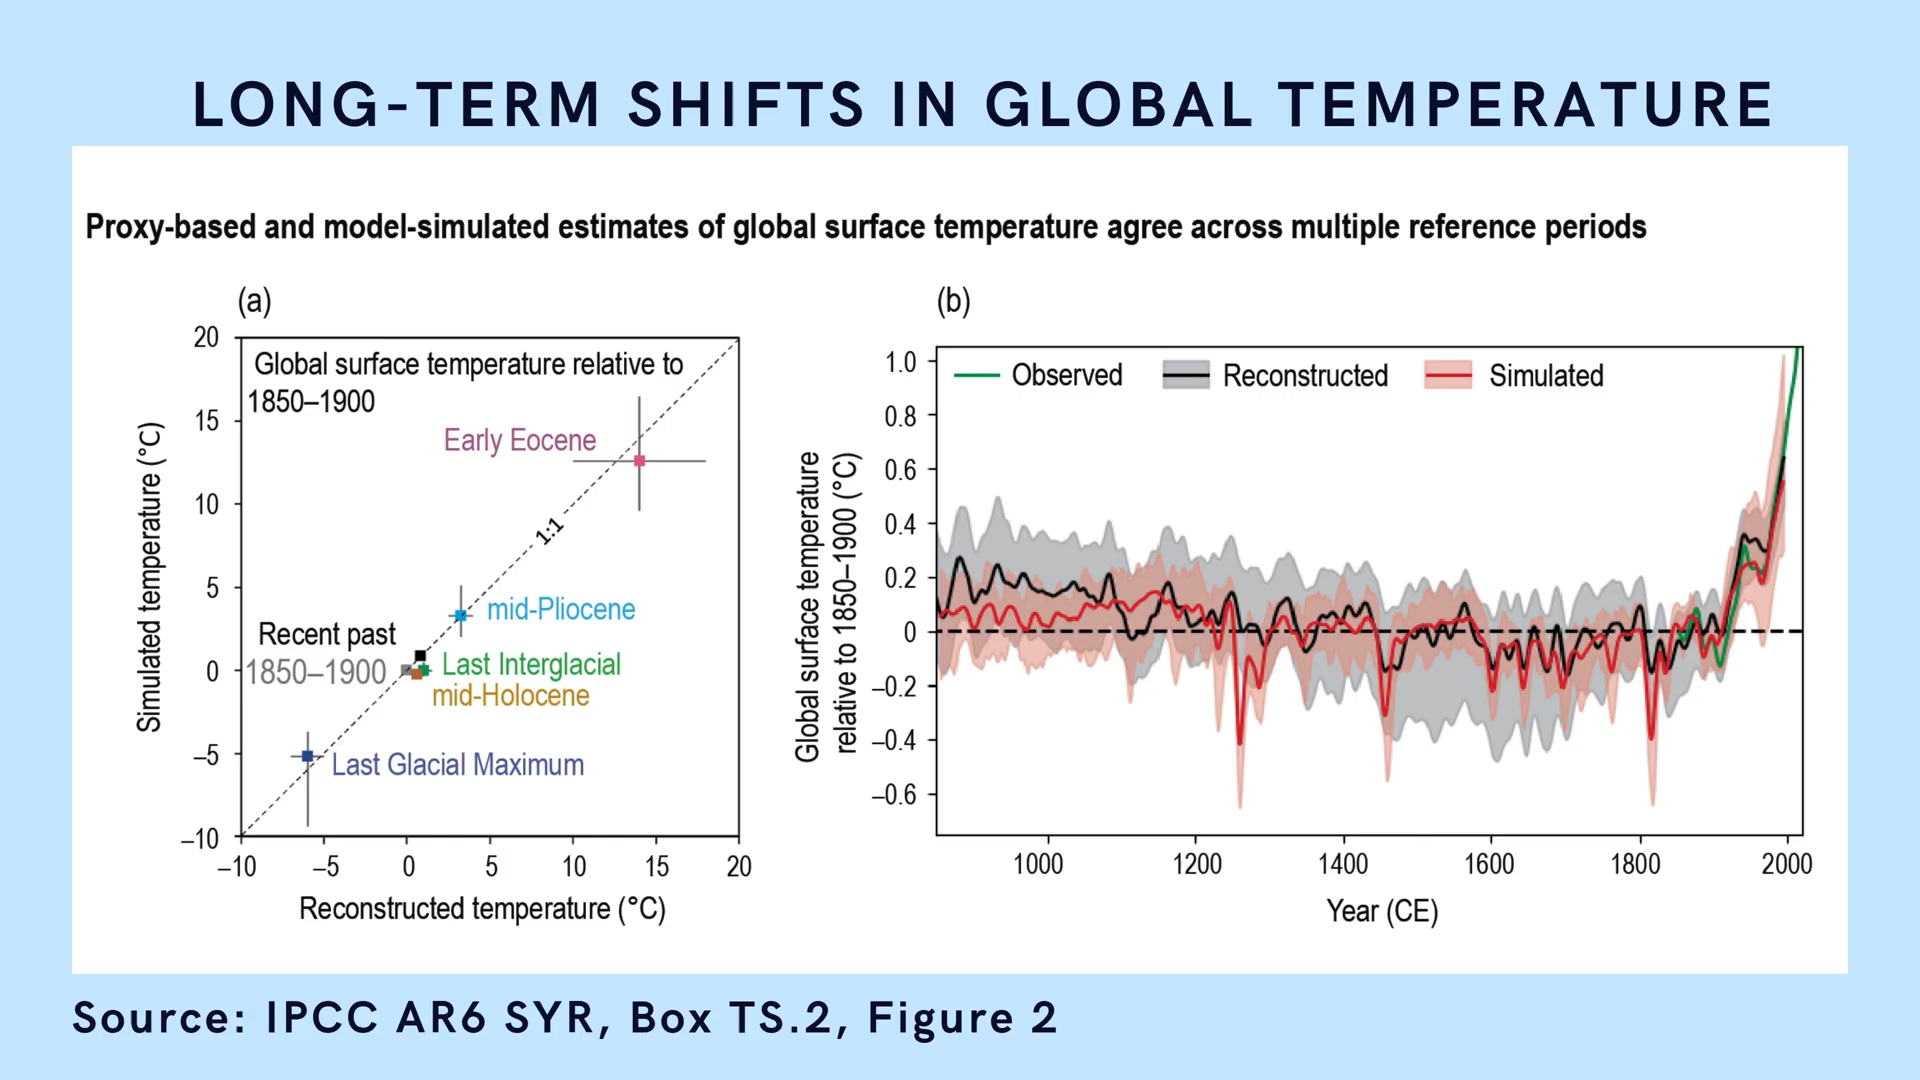 LONG-TERM SHIFTS IN GLOBAL TEMPERATURE
Proxy-based and model-simulated estimates of global surface temperature agree across multiple reference periods
(a)
Global surface temperature relative to
1850–1900
Early Eocene
1:1
mid-Pliocene
Recent past
1850–1900
Last Interglacial
mid-Holocene
Last Glacial Maximum
Simulated temperature (°C)
20
15
10
5
0
–5
–10
–10
–5
0
5
10
15
20
Reconstructed temperature (°C)
(b)
Observed
Reconstructed
Simulated
Global surface temperature
relative to 1850–1900 (°C)
1.0
0.8
0.6
0.4
0.2
0
–0.2
–0.4
–0.6
1000
1200
1400
1600
1800
2000
Year (CE)
Source: IPCC AR6 SYR, Box TS.2, Figure 2